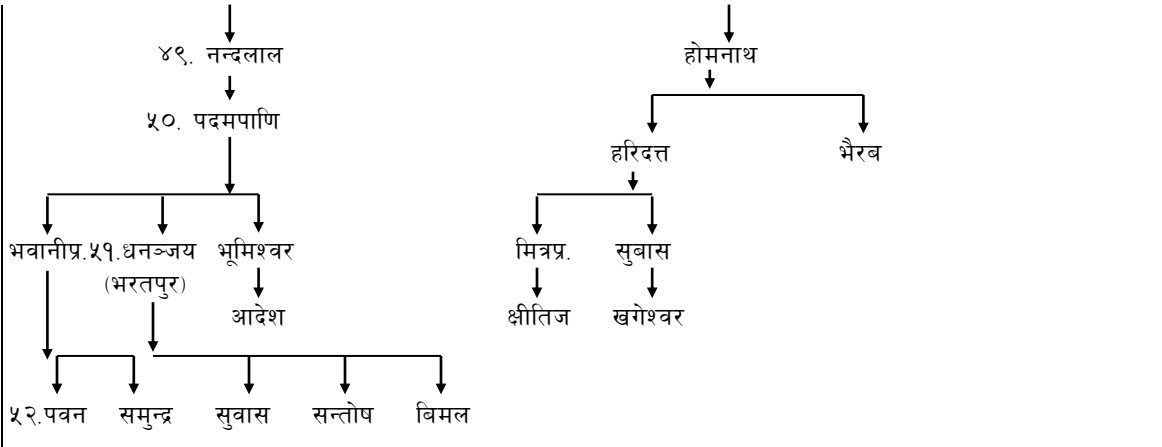 ४९. नन्दलाल
होमनाथ
५०. पदमपाणि
हरिदत्त
भैरब
भवानीप्र. ५१.धनञ्जय भूमिश्वर
(भरतपुर)
मित्रप्र. सुबास
आदेश
क्षीतिज खगेश्वर
५२.पवन समुन्द्र सुवास सन्तोष बिमल